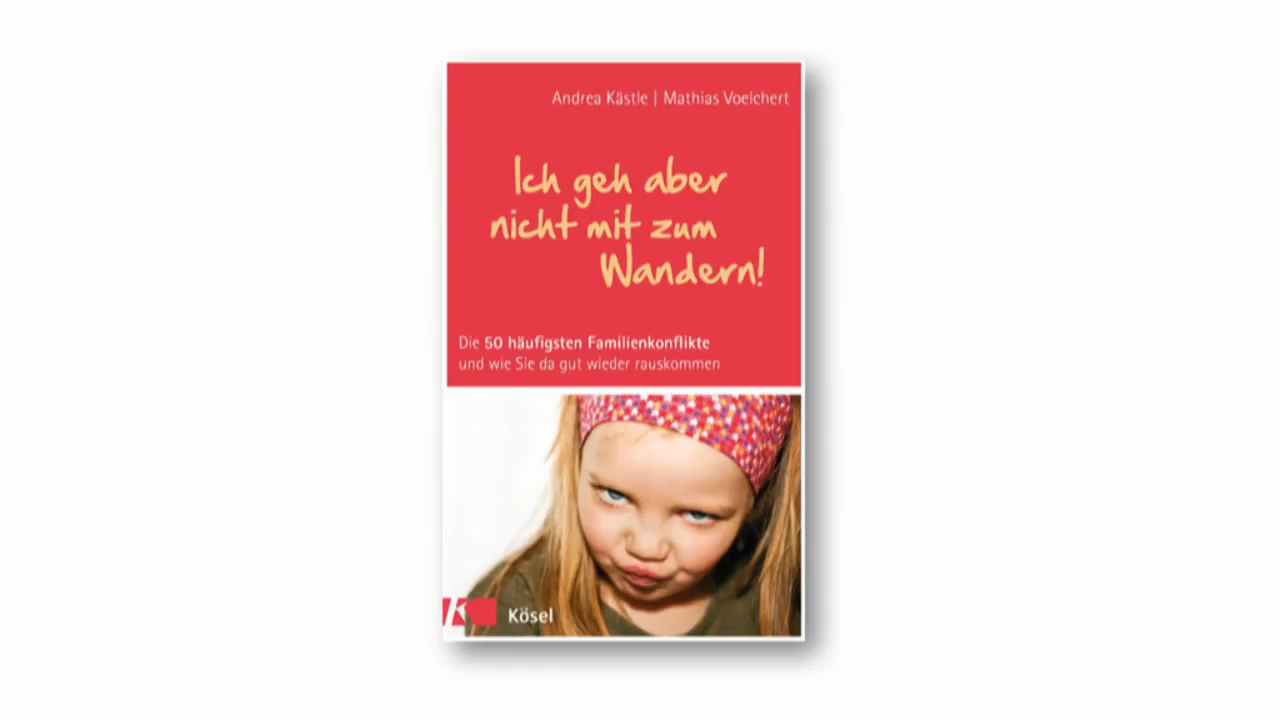 Andrea Kästle | Mathias Voelchert
Ich geh aber
nicht mit zum
Wandern!
Die 50 häufigsten Familienkonflikte
und wie Sie da gut wieder rauskommen
Kösel